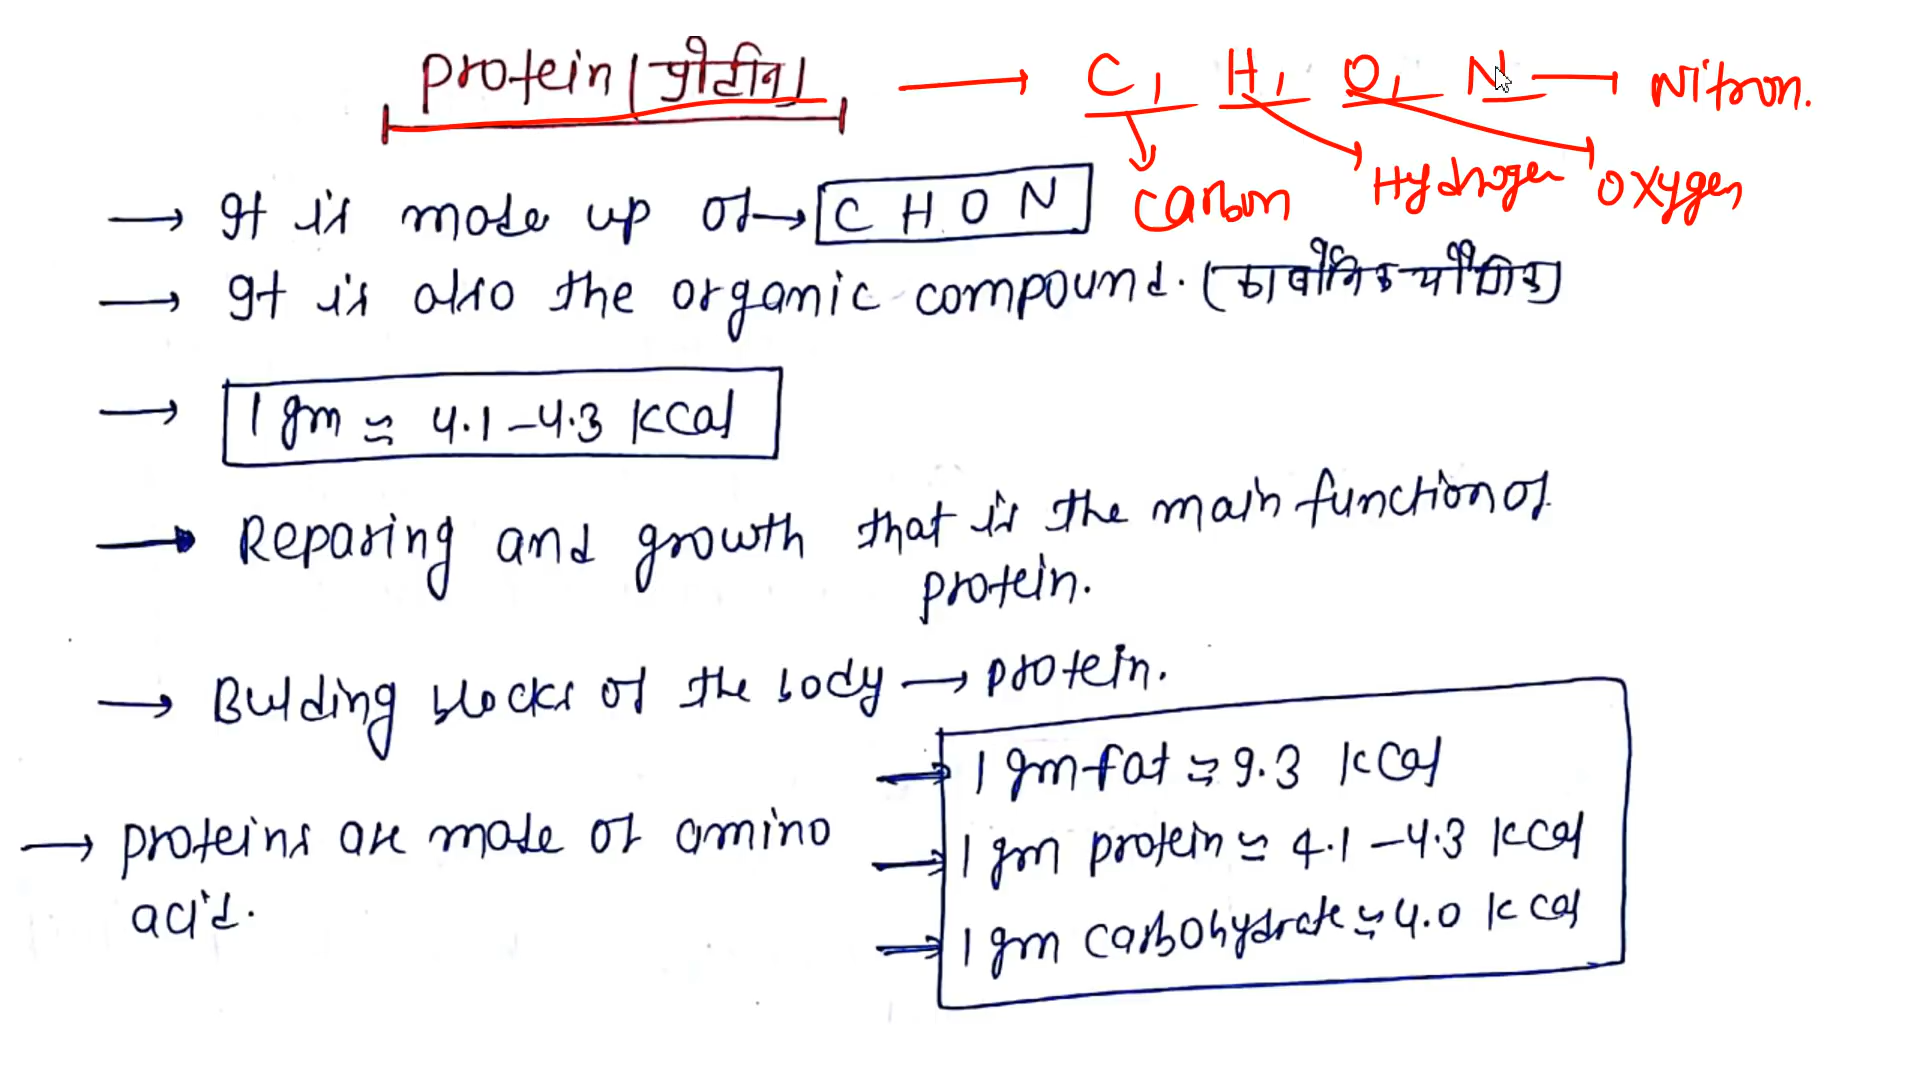 protein (प्रोटीन) → C, H, O, N → Nitron.
Carbon Hydrogen Oxygen
→ It is made up of → C H O N
→ It is also the organic compound. (कार्बोनिक यौगिक)
→ 1 gm ≃ 4.1 – 4.3 kcal
→ Reparing and growth that is the main function of
protein.
→ Bulding blocks of the body → protein.
→ 1 gm fat ≃ 9.3 kcal
→ 1 gm protein ≃ 4.1 – 4.3 kcal
→ 1 gm carbohydrate ≃ 4.0 kcal
→ proteins are made of amino
acid.